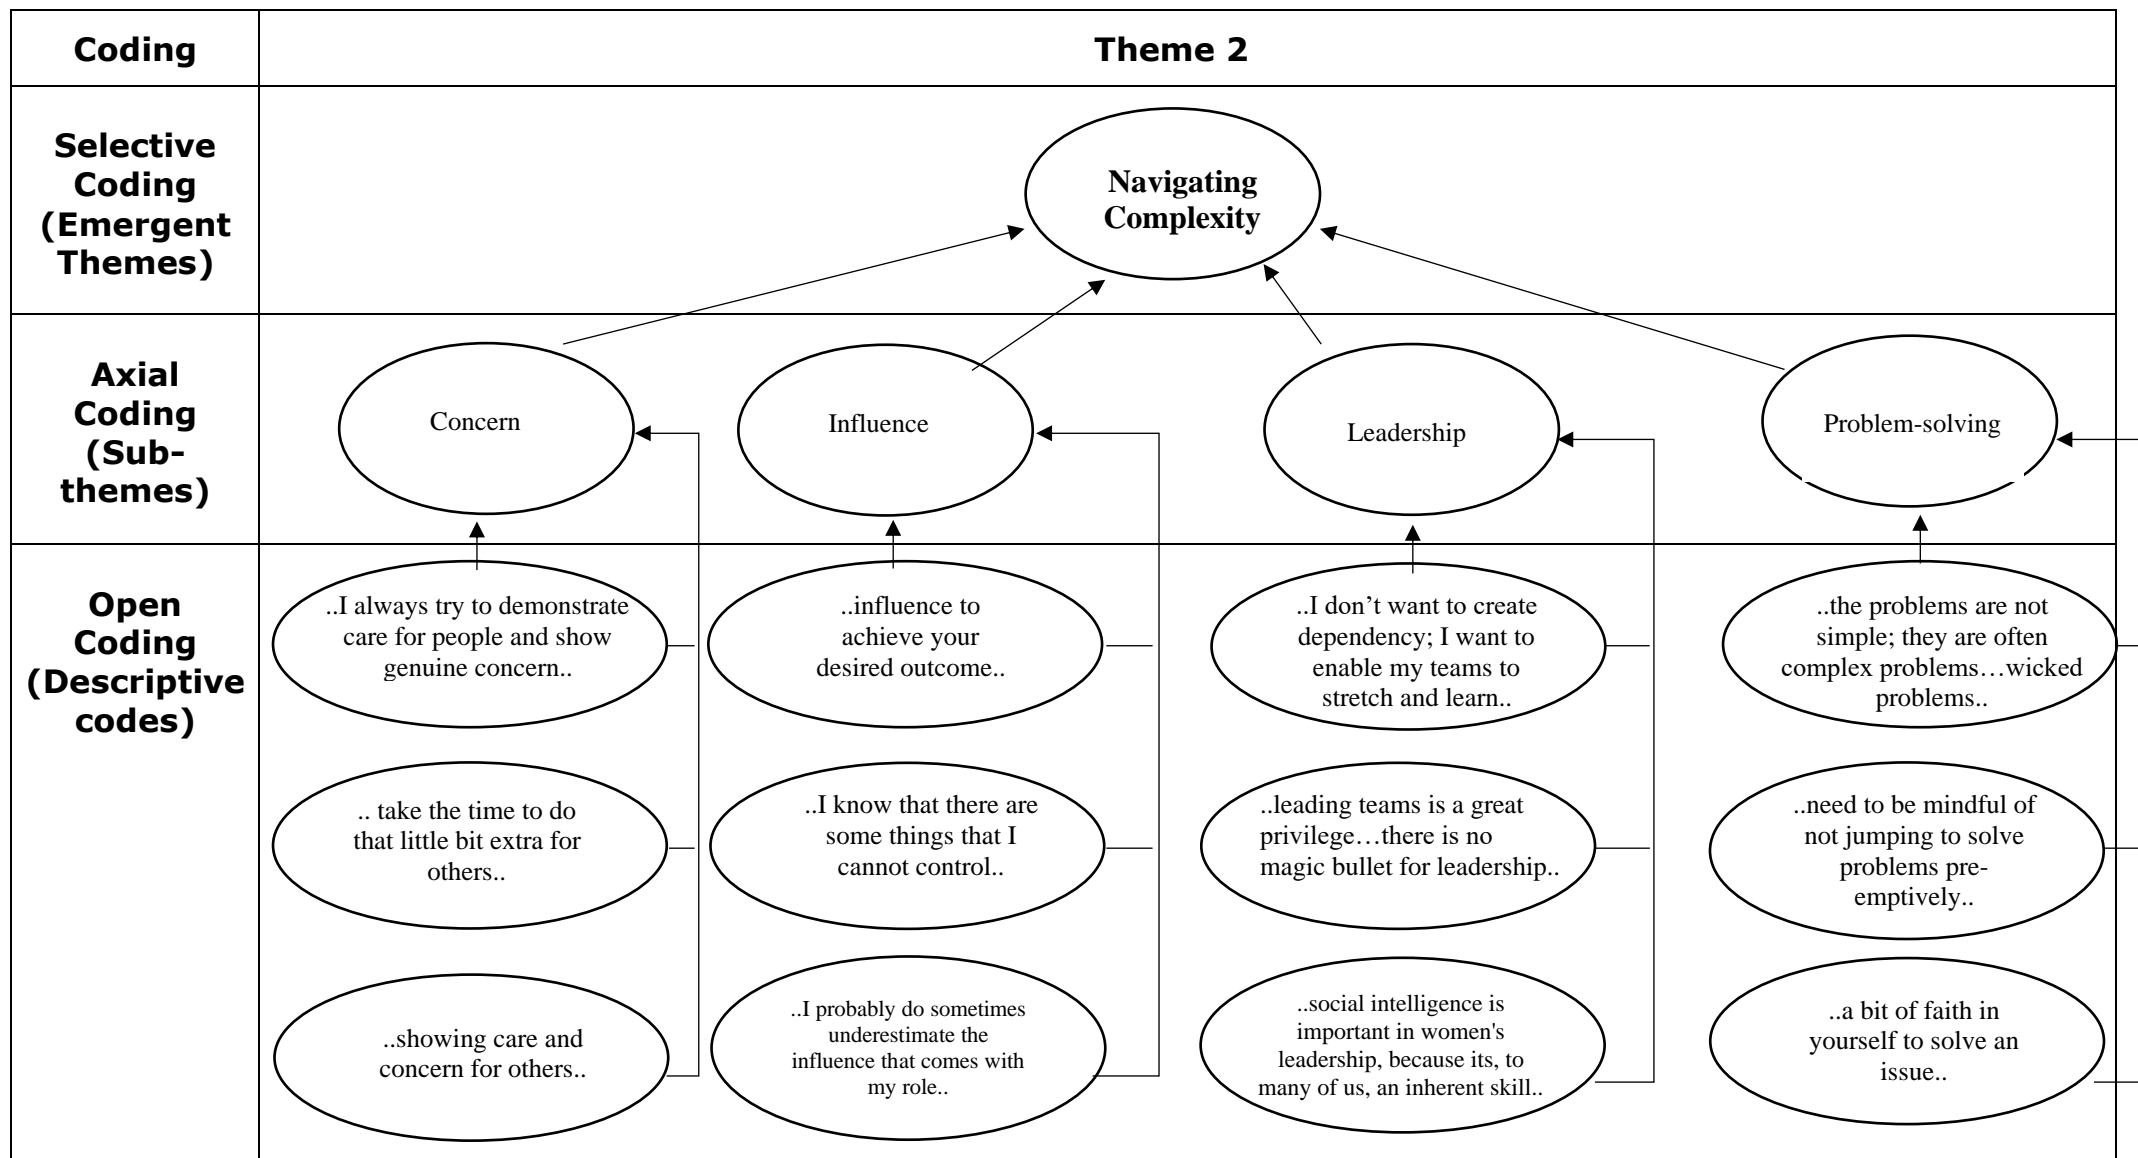 Coding
Theme 2
Selective
Coding
(Emergent
Themes)
Navigating
Complexity
Axial
Coding
(Sub-
themes)
Concern
Influence
Leadership
Problem-solving
Open
Coding
(Descriptive
codes)
..I always try to demonstrate
care for people and show
genuine concern..
..influence to
achieve your
desired outcome..
..I don’t want to create
dependency; I want to
enable my teams to
stretch and learn..
..the problems are not
simple; they are often
complex problems…wicked
problems..
.. take the time to do
that little bit extra for
others..
..I know that there are
some things that I
cannot control..
..leading teams is a great
privilege…there is no
magic bullet for leadership..
..need to be mindful of
not jumping to solve
problems pre-
emptively..
..showing care and
concern for others..
..I probably do sometimes
underestimate the
influence that comes with
my role..
..social intelligence is
important in women's
leadership, because its, to
many of us, an inherent skill..
..a bit of faith in
yourself to solve an
issue..